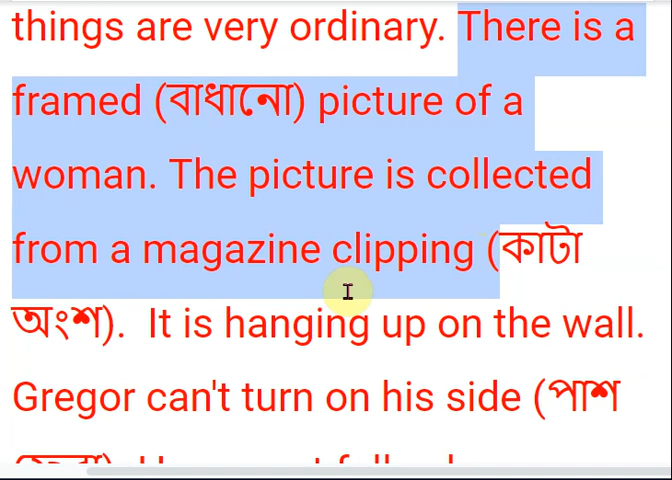 things are very ordinary. There is a
framed (বাধানো) picture of a
woman. The picture is collected
from a magazine clipping (কাটা
অংশ).  It is hanging up on the wall.
Gregor can't turn on his side (পাশ